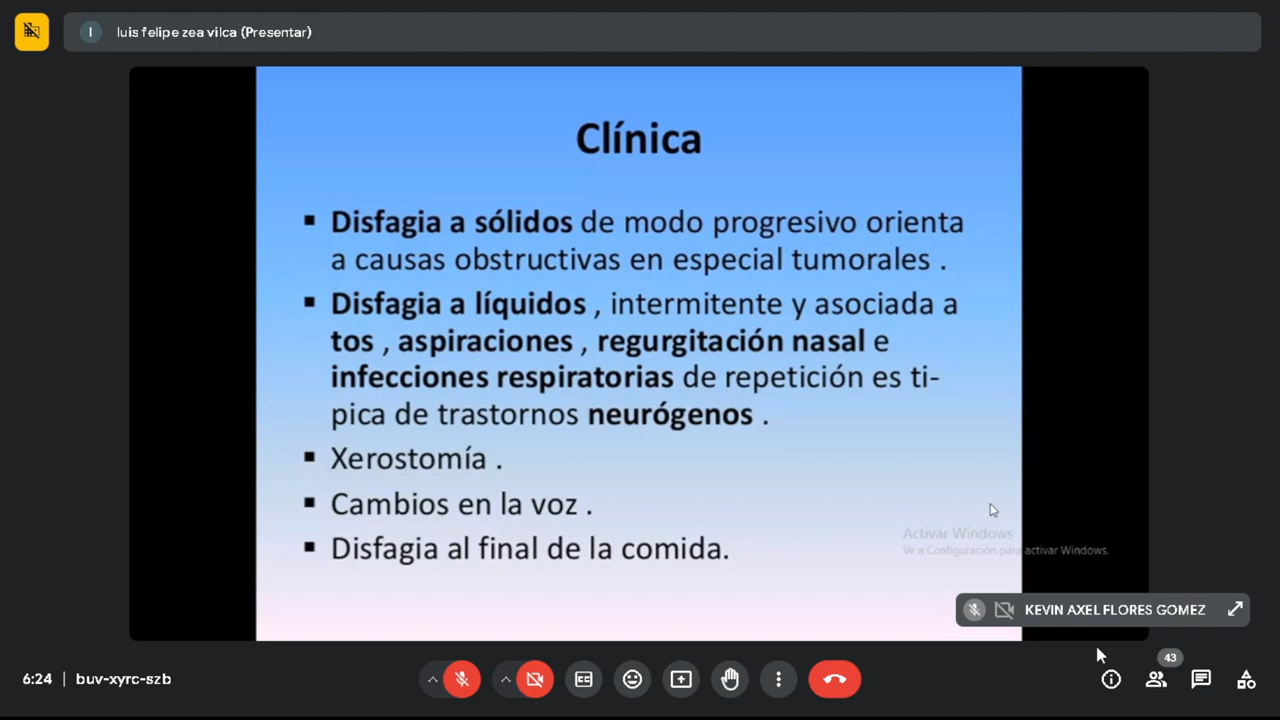 l luis felipe zea vilca (Presentar)
Clínica
▪ Disfagia a sólidos de modo progresivo orienta
a causas obstructivas en especial tumorales .
▪ Disfagia a líquidos , intermitente y asociada a
tos , aspiraciones , regurgitación nasal e
infecciones respiratorias de repetición es ti-
pica de trastornos neurógenos .
▪ Xerostomía .
▪ Cambios en la voz .
▪ Disfagia al final de la comida.
Activar Windows
Ve a Configuración para activar Windows.
KEVIN AXEL FLORES GOMEZ
43
6:24 | buv-xyrc-szb